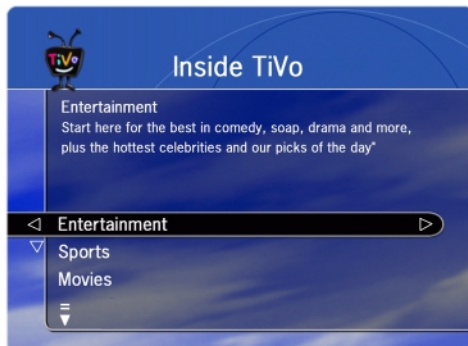 TiVo
Inside TiVo
Entertainment
Start here for the best in comedy, soap, drama and more,
plus the hottest celebrities and our picks of the day"
Entertainment
Sports
Movies